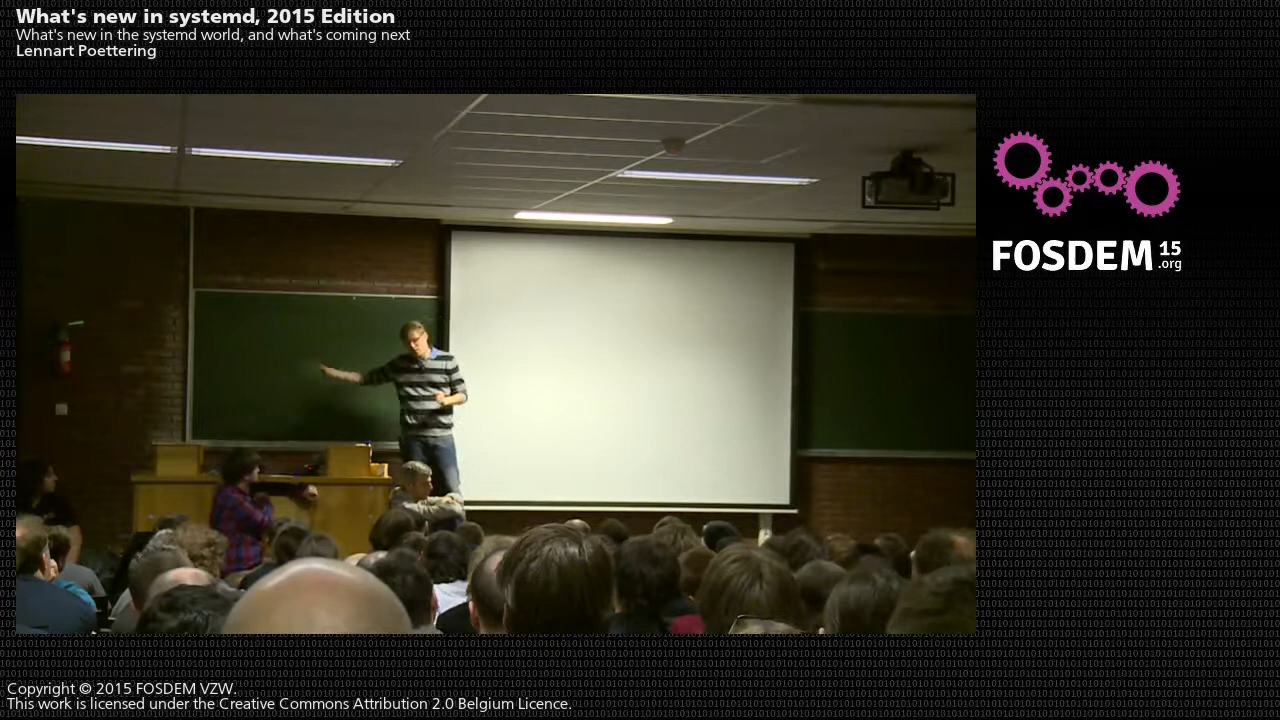 What's new in systemd, 2015 Edition
What's new in the systemd world, and what's coming next
Lennart Poettering
FOSDEM 15
.org
Copyright © 2015 FOSDEM VZW.
This work is licensed under the Creative Commons Attribution 2.0 Belgium Licence.